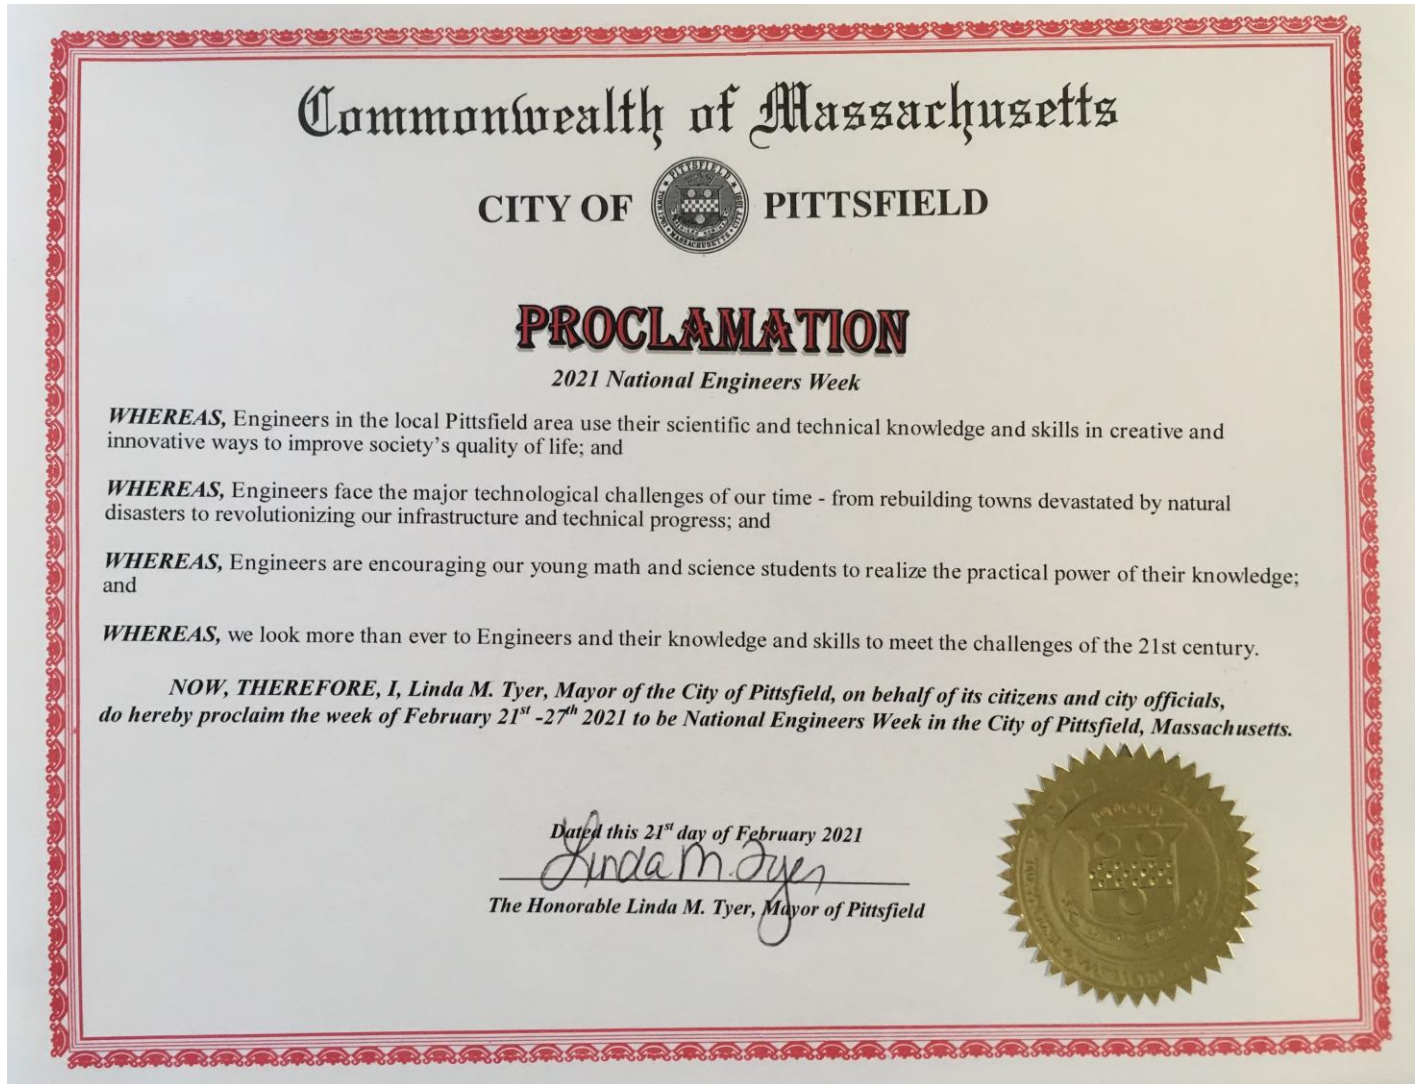 Commonwealth of Massachusetts
CITY OF PITTSFIELD
PITTSFIELD
MASSACHUSETTS
PROCLAMATION
2021 National Engineers Week
WHEREAS, Engineers in the local Pittsfield area use their scientific and technical knowledge and skills in creative and
innovative ways to improve society's quality of life; and
WHEREAS, Engineers face the major technological challenges of our time - from rebuilding towns devastated by natural
disasters to revolutionizing our infrastructure and technical progress; and
WHEREAS, Engineers are encouraging our young math and science students to realize the practical power of their knowledge;
and
WHEREAS, we look more than ever to Engineers and their knowledge and skills to meet the challenges of the 21st century.
NOW, THEREFORE, I, Linda M. Tyer, Mayor of the City of Pittsfield, on behalf of its citizens and city officials,
do hereby proclaim the week of February 21st -27th 2021 to be National Engineers Week in the City of Pittsfield, Massachusetts.
Dated this 21st day of February 2021
Linda M. Tyer
The Honorable Linda M. Tyer, Mayor of Pittsfield